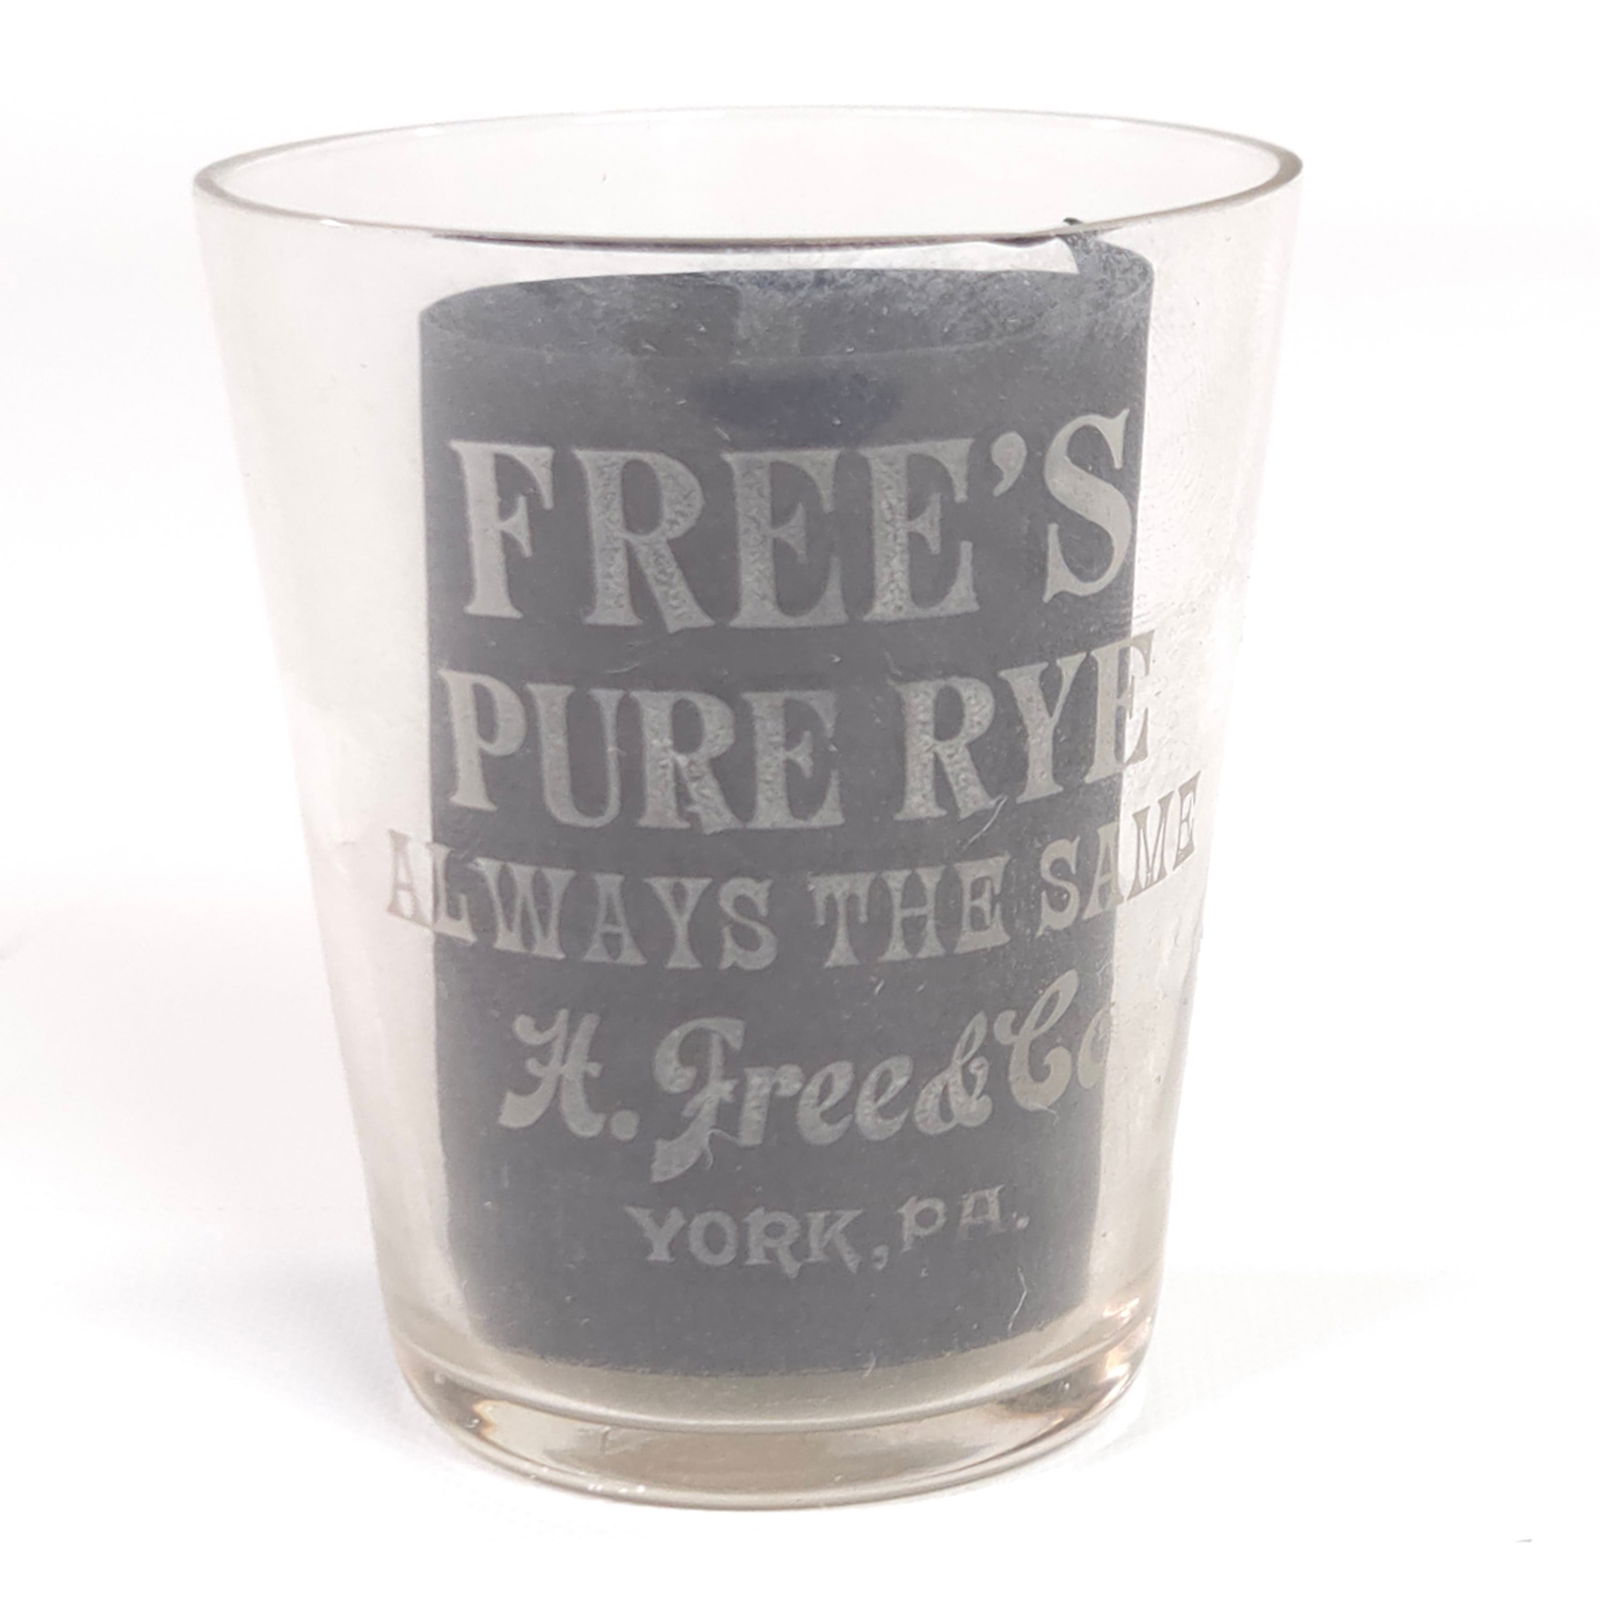 FREE'S
PURE RYE
ALWAYS THE SAME
H. Free & Co
YORK, PA.